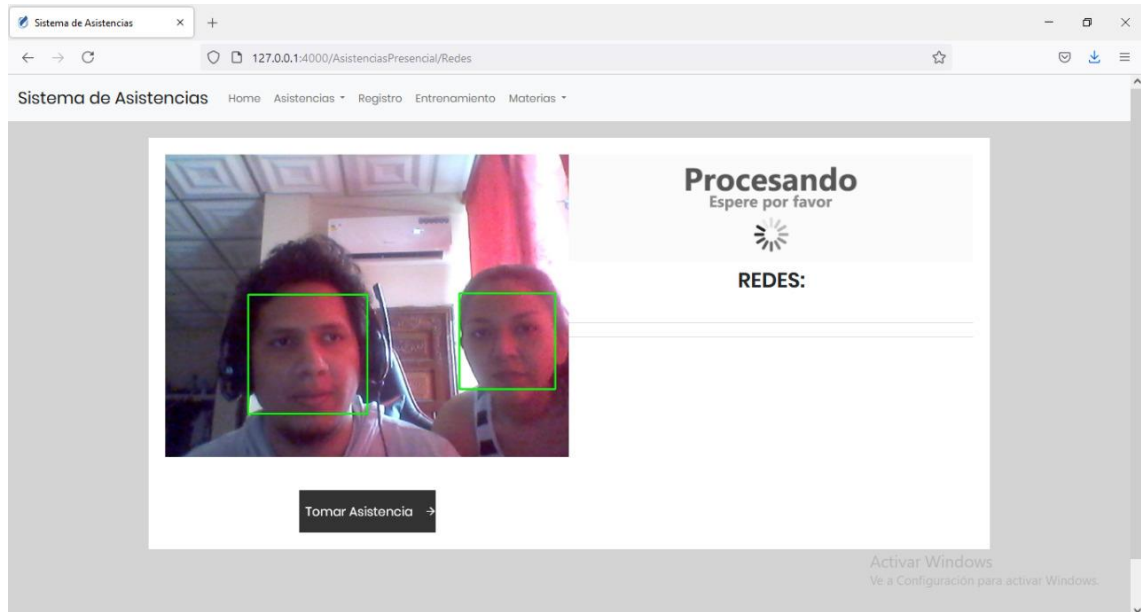 Sistema de Asistencias
127.0.0.1:4000/AsistenciasPresencial/Redes
Sistema de Asistencias Home Asistencias Registro Entrenamiento Materias
Procesando
Espere por favor
REDES:
Tomar Asistencia →
Activar Windows
Ve a Configuración para activar Windows.